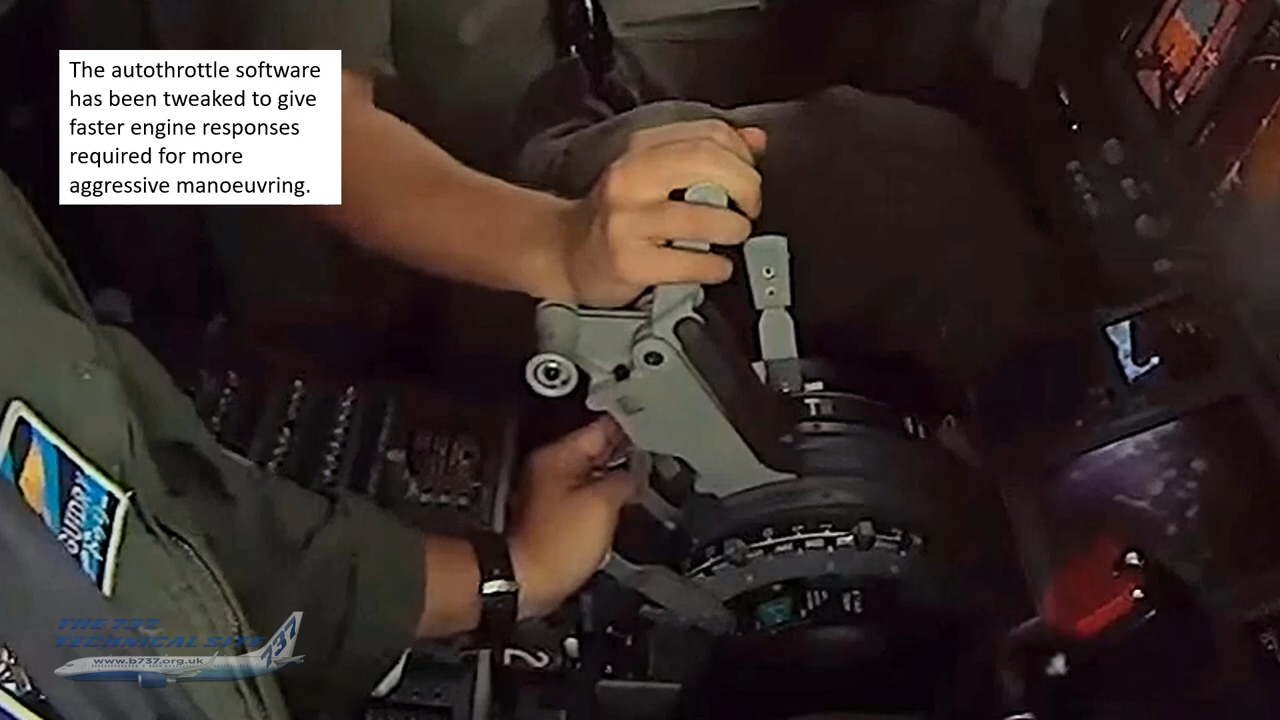 The autothrottle software
has been tweaked to give
faster engine responses
required for more
aggressive manoeuvring.
THE 737
TECHNICAL SITE
737
www.b737.org.uk